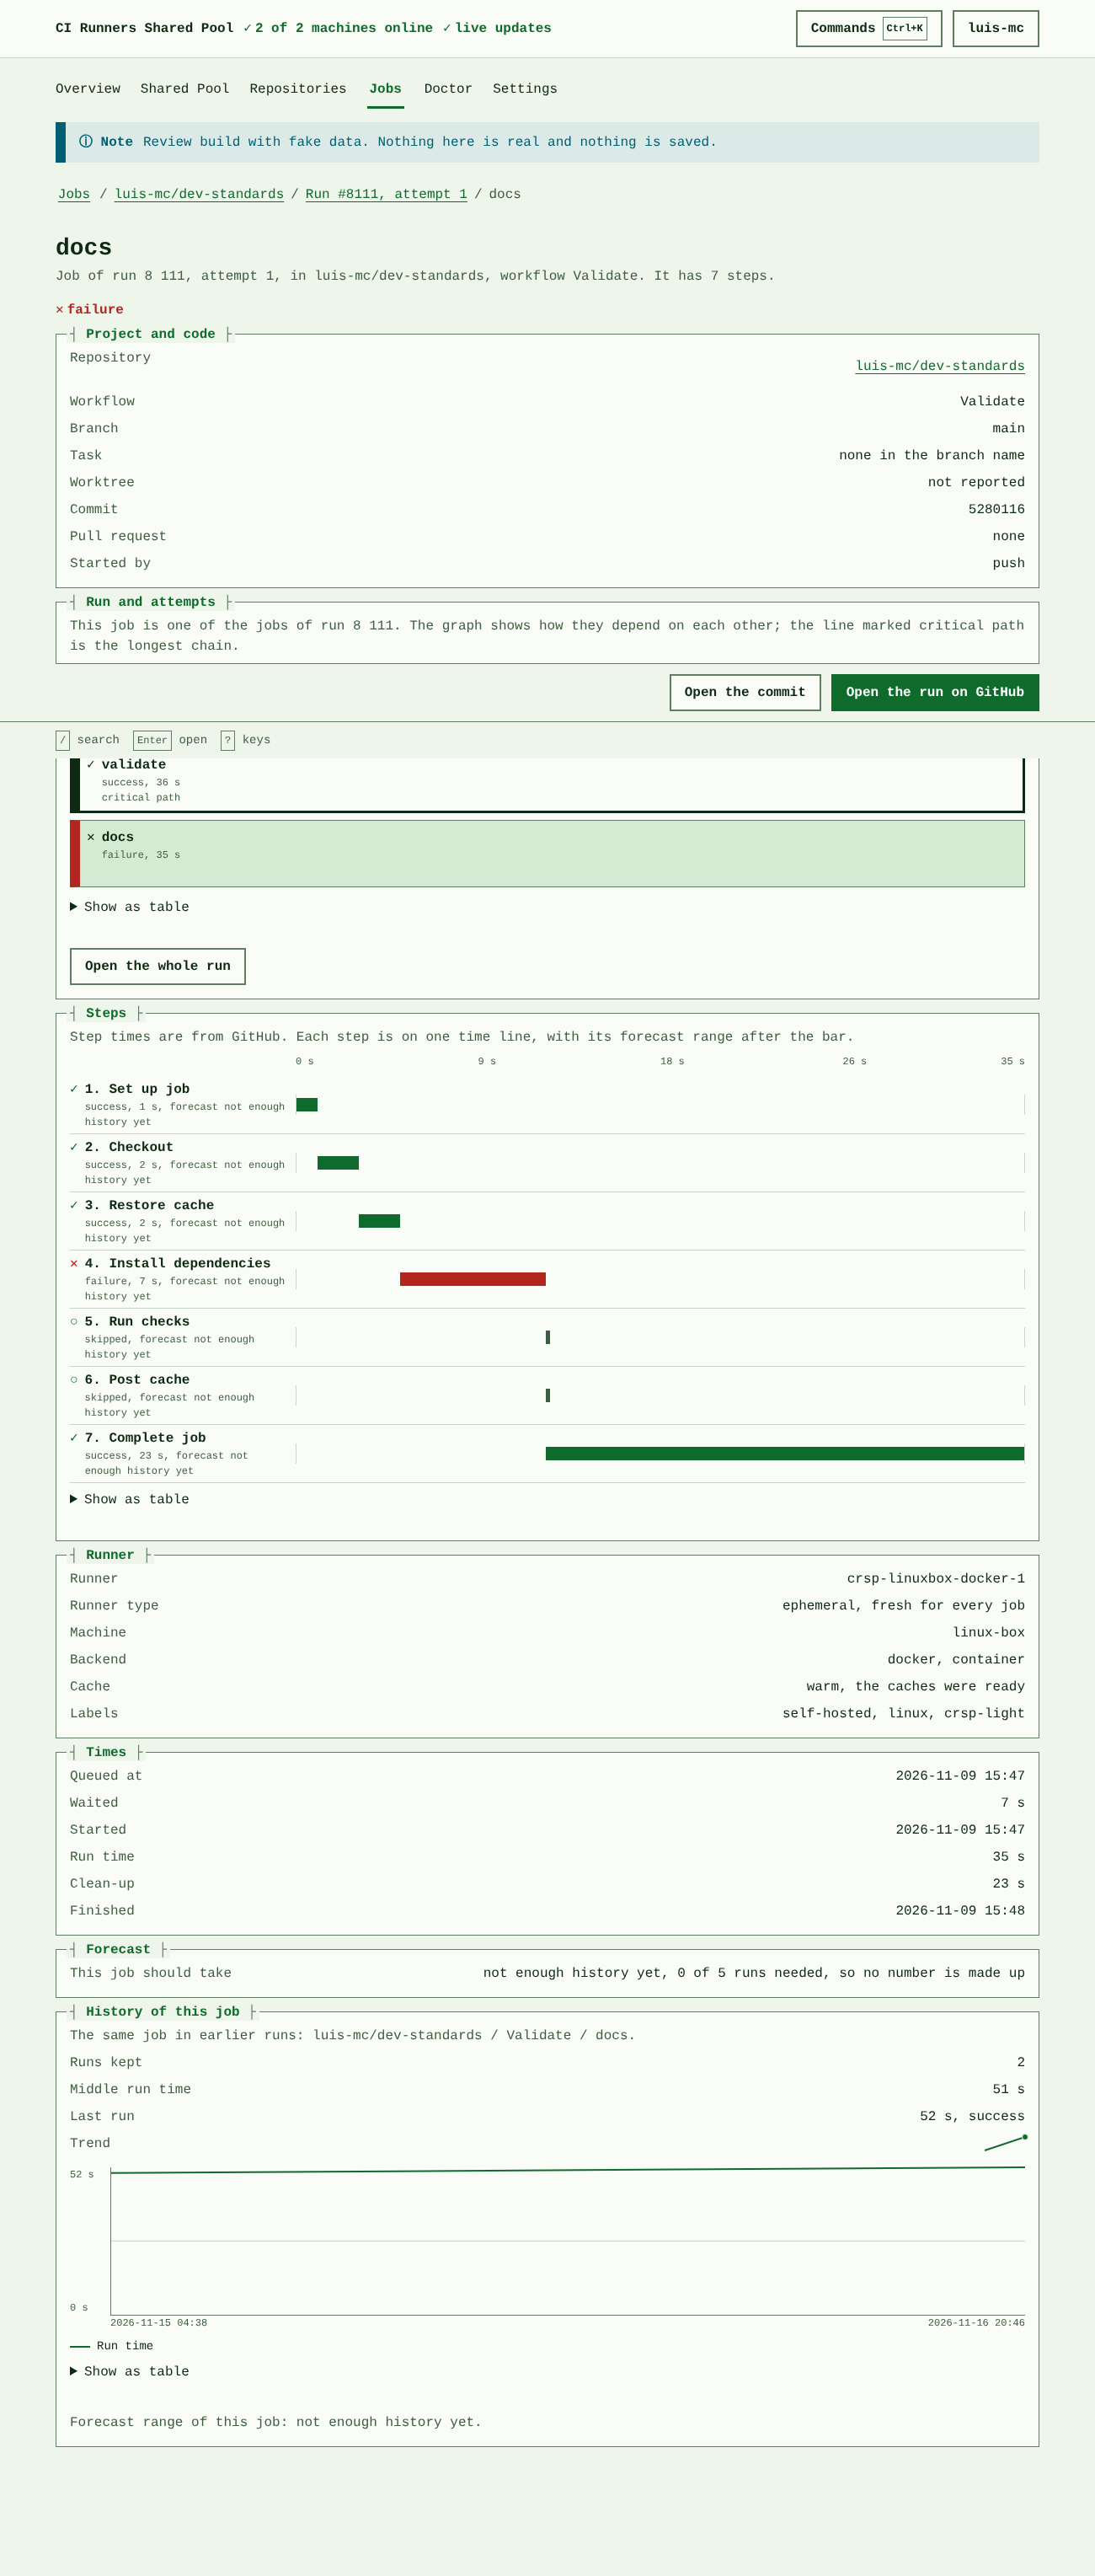 CI Runners Shared Pool ✓ 2 of 2 machines online ✓ live updates Commands Ctrl+K luis-mc
Overview Shared Pool Repositories Jobs Doctor Settings
ⓘ Note Review build with fake data. Nothing here is real and nothing is saved.
Jobs / luis-mc/dev-standards / Run #8111, attempt 1 / docs
docs
Job of run 8 111, attempt 1, in luis-mc/dev-standards, workflow Validate. It has 7 steps.
✕ failure
Project and code
Repository luis-mc/dev-standards
Workflow Validate
Branch main
Task none in the branch name
Worktree not reported
Commit 5280116
Pull request none
Started by push
Run and attempts
This job is one of the jobs of run 8 111. The graph shows how they depend on each other; the line marked critical path
is the longest chain.
Open the commit Open the run on GitHub
/ search Enter open ? keys
✓ validate
success, 36 s
critical path
✕ docs
failure, 35 s
▶ Show as table
Open the whole run
Steps
Step times are from GitHub. Each step is on one time line, with its forecast range after the bar.
0 s 9 s 18 s 26 s 35 s
✓ 1. Set up job
success, 1 s, forecast not enough
history yet
✓ 2. Checkout
success, 2 s, forecast not enough
history yet
✓ 3. Restore cache
success, 2 s, forecast not enough
history yet
✕ 4. Install dependencies
failure, 7 s, forecast not enough
history yet
○ 5. Run checks
skipped, forecast not enough
history yet
○ 6. Post cache
skipped, forecast not enough
history yet
✓ 7. Complete job
success, 23 s, forecast not
enough history yet
▶ Show as table
Runner
Runner crsp-linuxbox-docker-1
Runner type ephemeral, fresh for every job
Machine linux-box
Backend docker, container
Cache warm, the caches were ready
Labels self-hosted, linux, crsp-light
Times
Queued at 2026-11-09 15:47
Waited 7 s
Started 2026-11-09 15:47
Run time 35 s
Clean-up 23 s
Finished 2026-11-09 15:48
Forecast
This job should take not enough history yet, 0 of 5 runs needed, so no number is made up
History of this job
The same job in earlier runs: luis-mc/dev-standards / Validate / docs.
Runs kept 2
Middle run time 51 s
Last run 52 s, success
Trend
52 s
0 s
2026-11-15 04:38 2026-11-16 20:46
Run time
▶ Show as table
Forecast range of this job: not enough history yet.